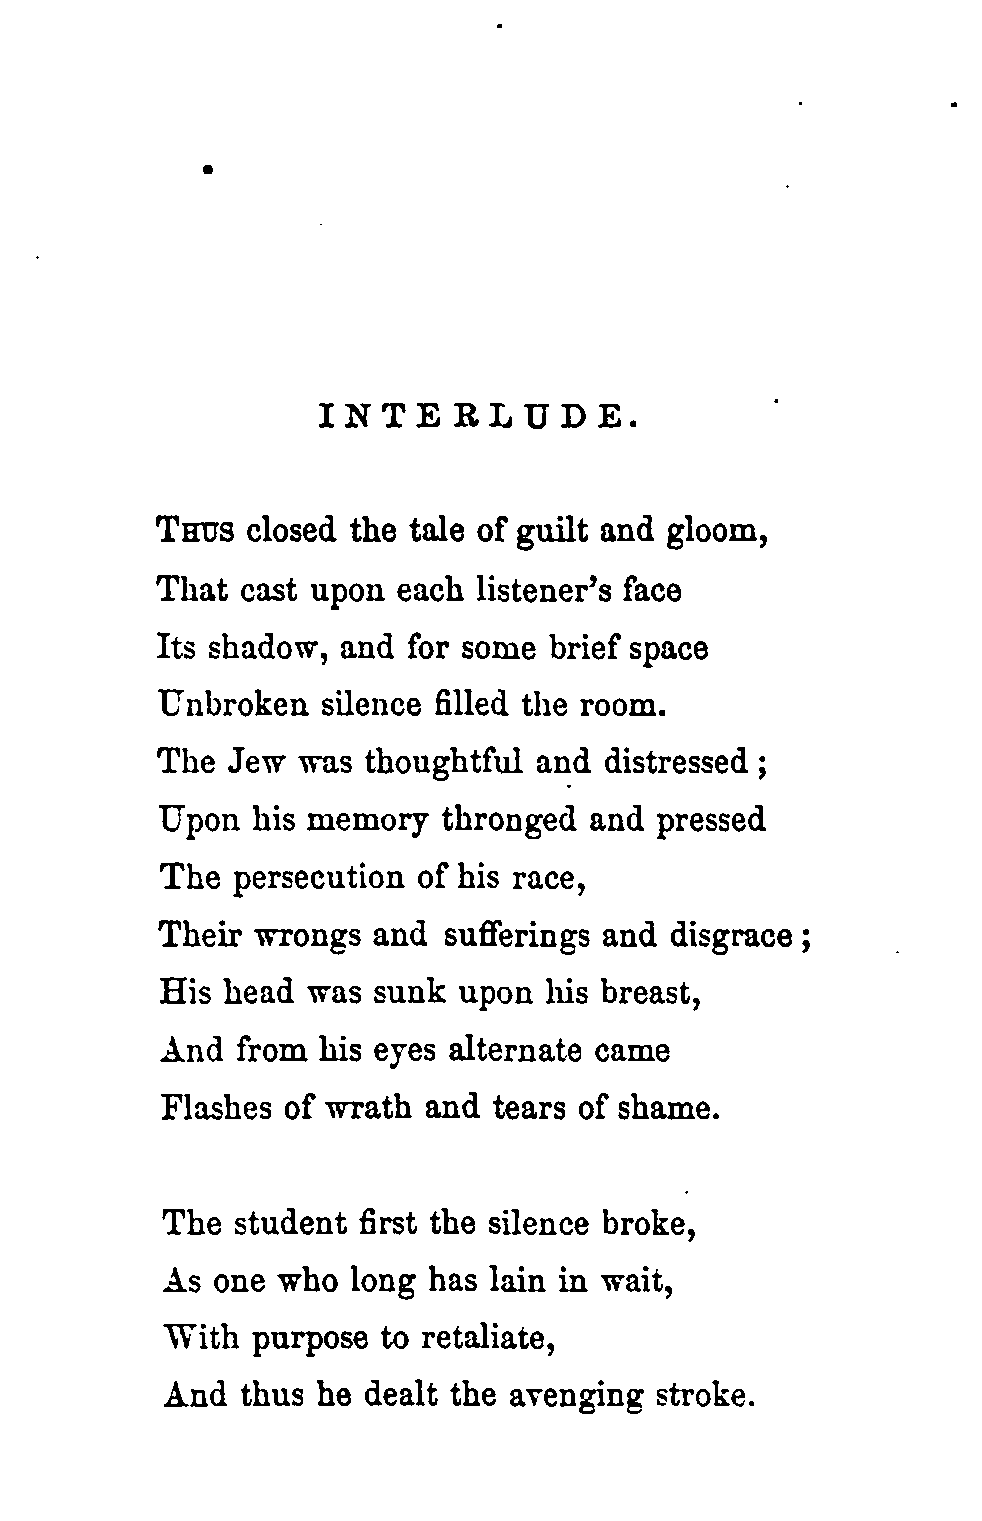 INTERLUDE.
THUS closed the tale of guilt and gloom,
That cast upon each listener's face
Its shadow, and for some brief space
Unbroken silence filled the room.
The Jew was thoughtful and distressed;
Upon his memory thronged and pressed
The persecution of his race,
Their wrongs and sufferings and disgrace;
His head was sunk upon his breast,
And from his eyes alternate came
Flashes of wrath and tears of shame.
The student first the silence broke,
As one who long has lain in wait,
With purpose to retaliate,
And thus he dealt the avenging stroke.